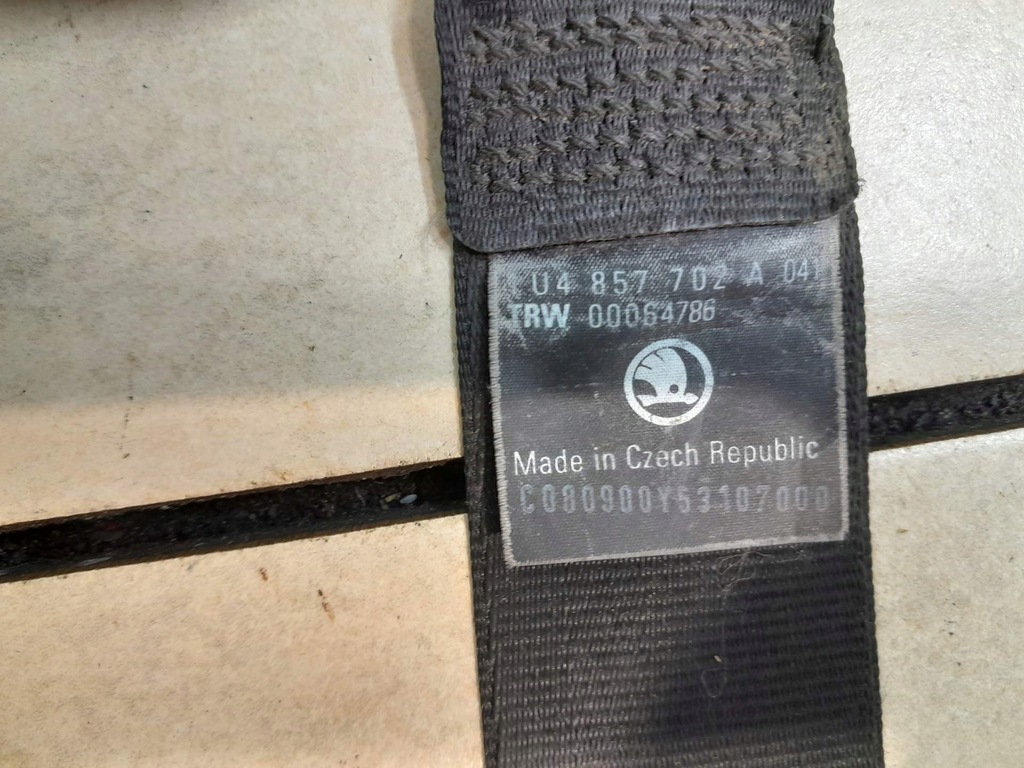 U4 857 702 A 041
TRW 00064786
Made in Czech Republic
C080900Y53107000